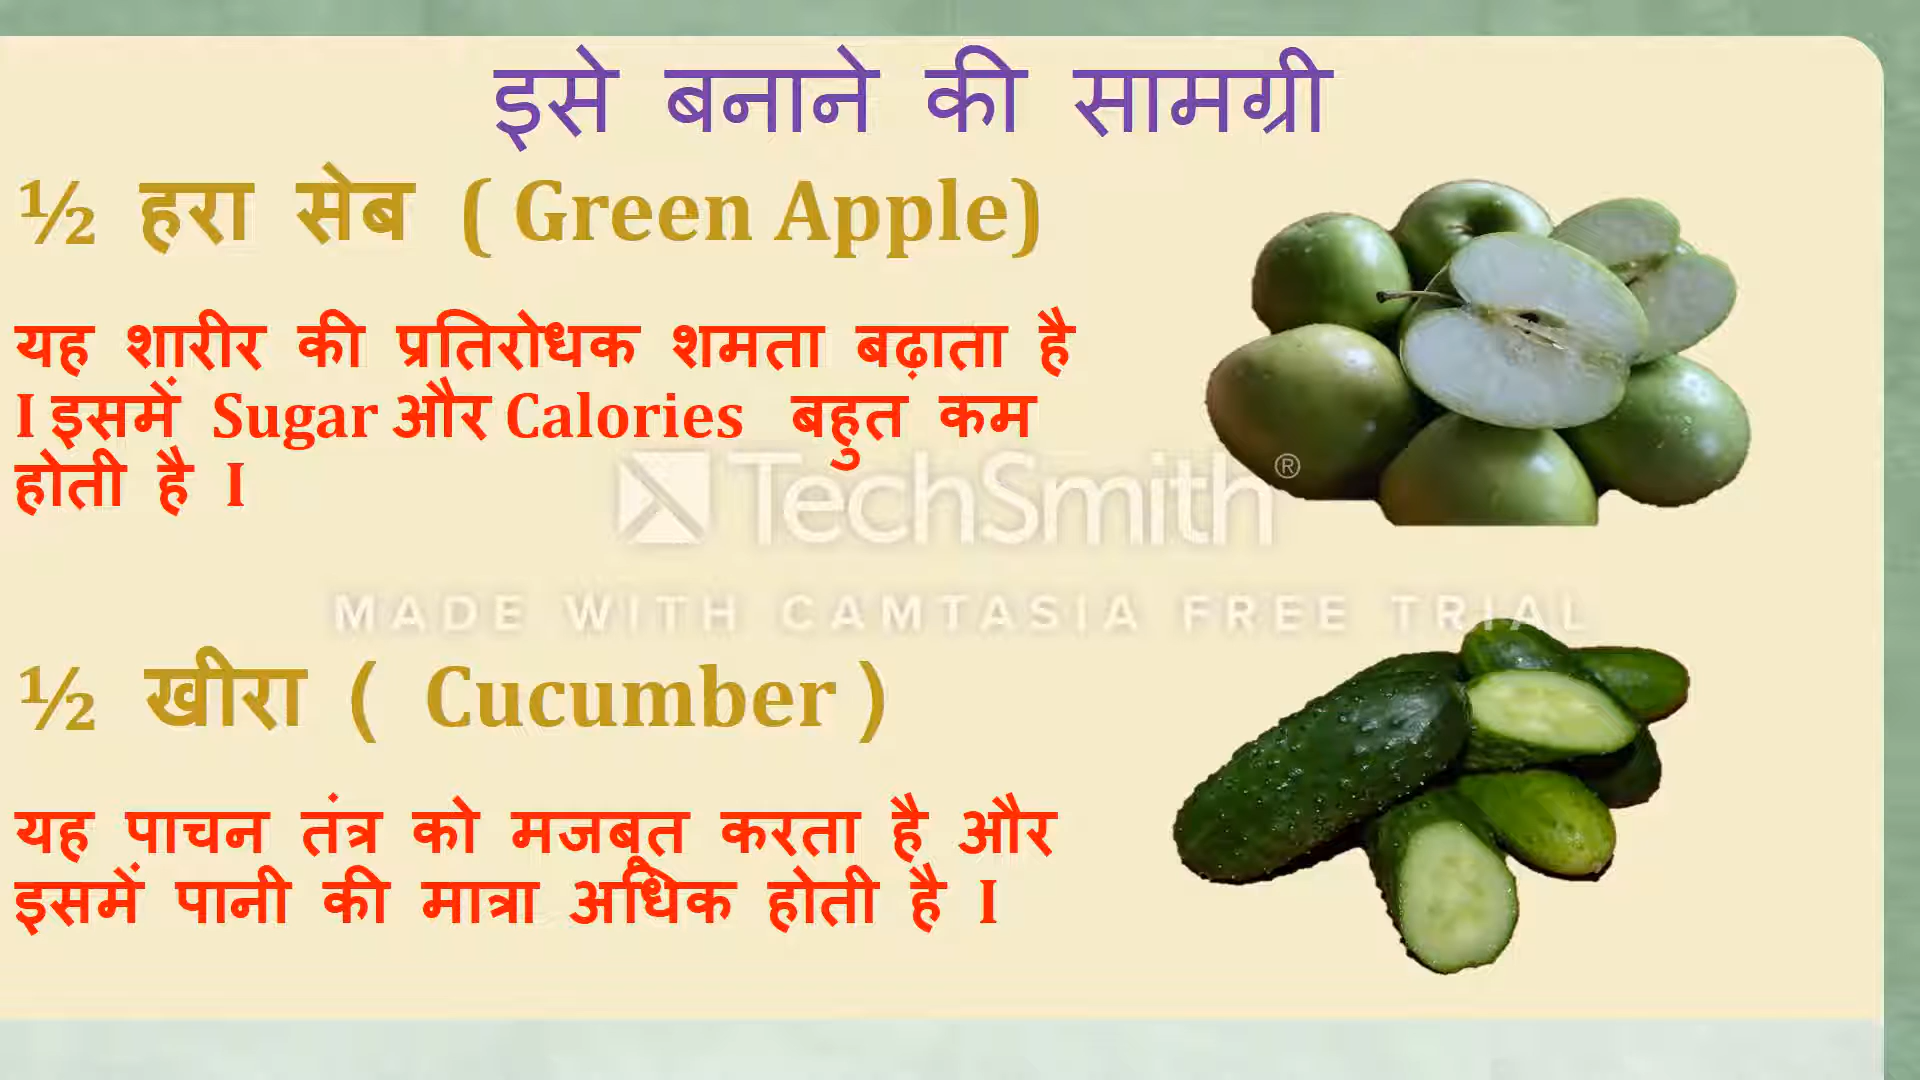 इसे बनाने की सामग्री
½ हरा सेब ( Green Apple)
यह शारीर की प्रतिरोधक शमता बढ़ाता है
I इसमें Sugar और Calories बहुत कम
होती है I
TechSmith®
MADE WITH CAMTASIA FREE TRIAL
½ खीरा ( Cucumber )
यह पाचन तंत्र को मजबूत करता है और
इसमें पानी की मात्रा अधिक होती है I